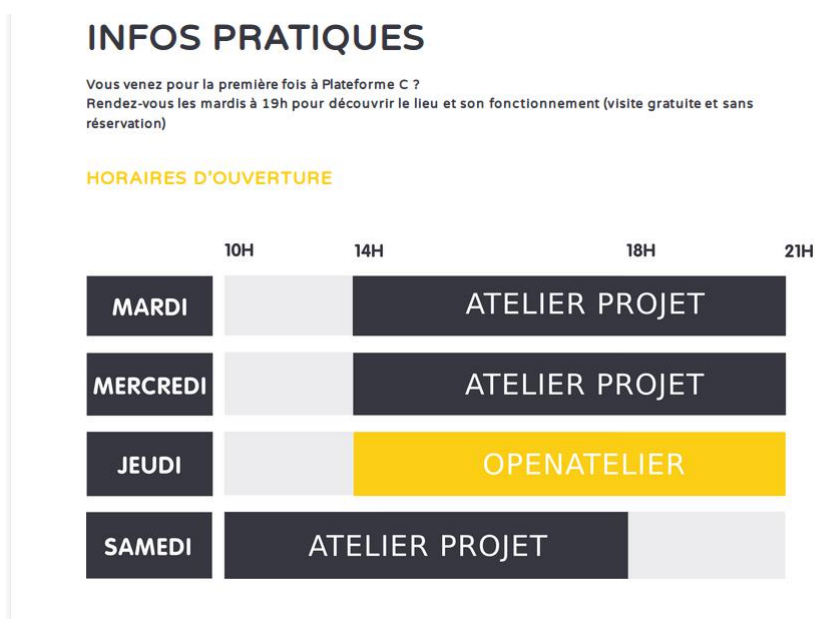 INFOS PRATIQUES
Vous venez pour la première fois à Plateforme C ?
Rendez-vous les mardis à 19h pour découvrir le lieu et son fonctionnement (visite gratuite et sans
réservation)
HORAIRES D'OUVERTURE
10H 14H 18H 21H
MARDI ATELIER PROJET
MERCREDI ATELIER PROJET
JEUDI OPENATELIER
SAMEDI ATELIER PROJET